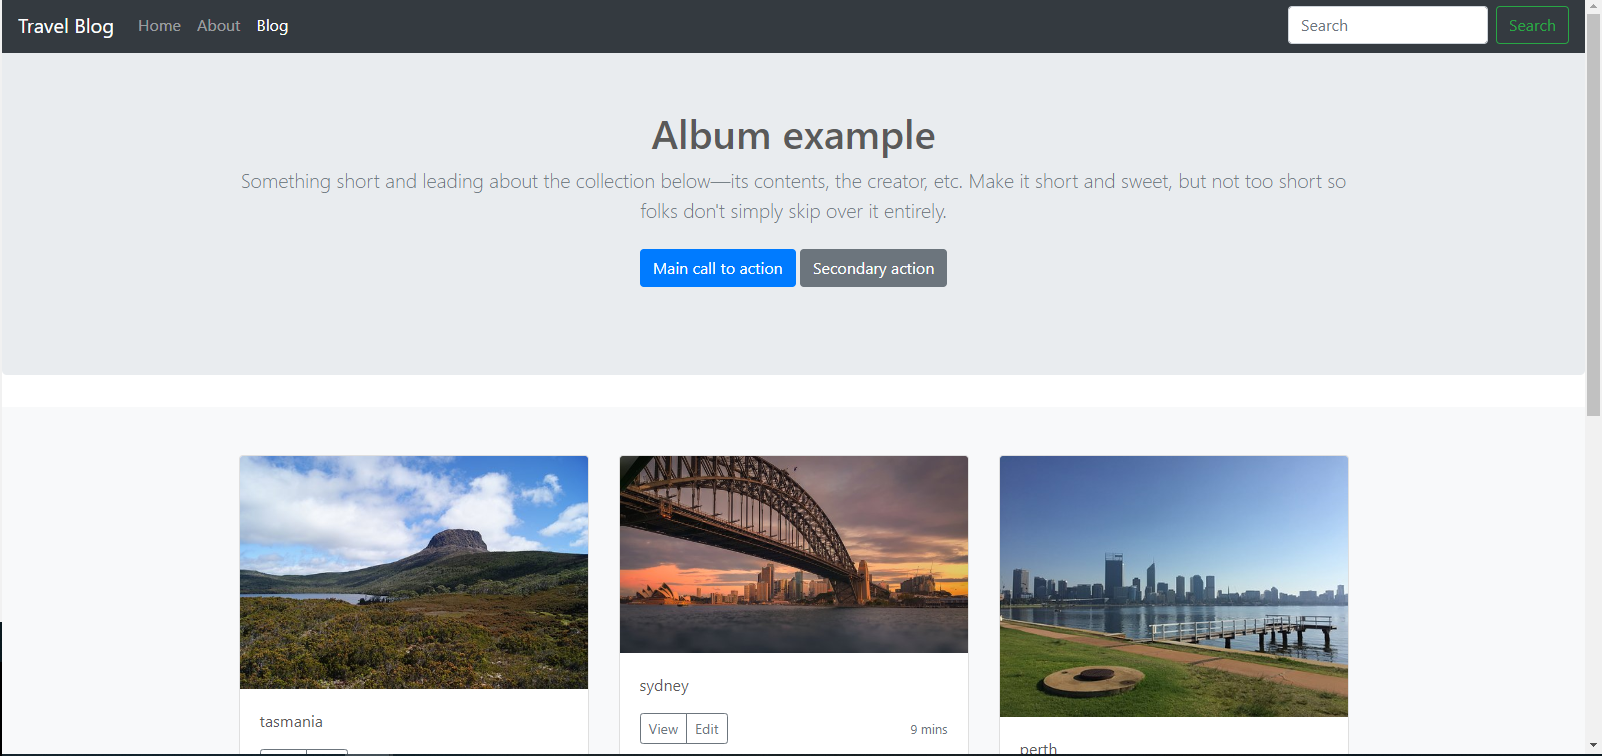 Travel Blog Home About Blog Search Search
Album example
Something short and leading about the collection below—its contents, the creator, etc. Make it short and sweet, but not too short so
folks don't simply skip over it entirely.
Main call to action Secondary action
tasmania
sydney
View Edit 9 mins
perth